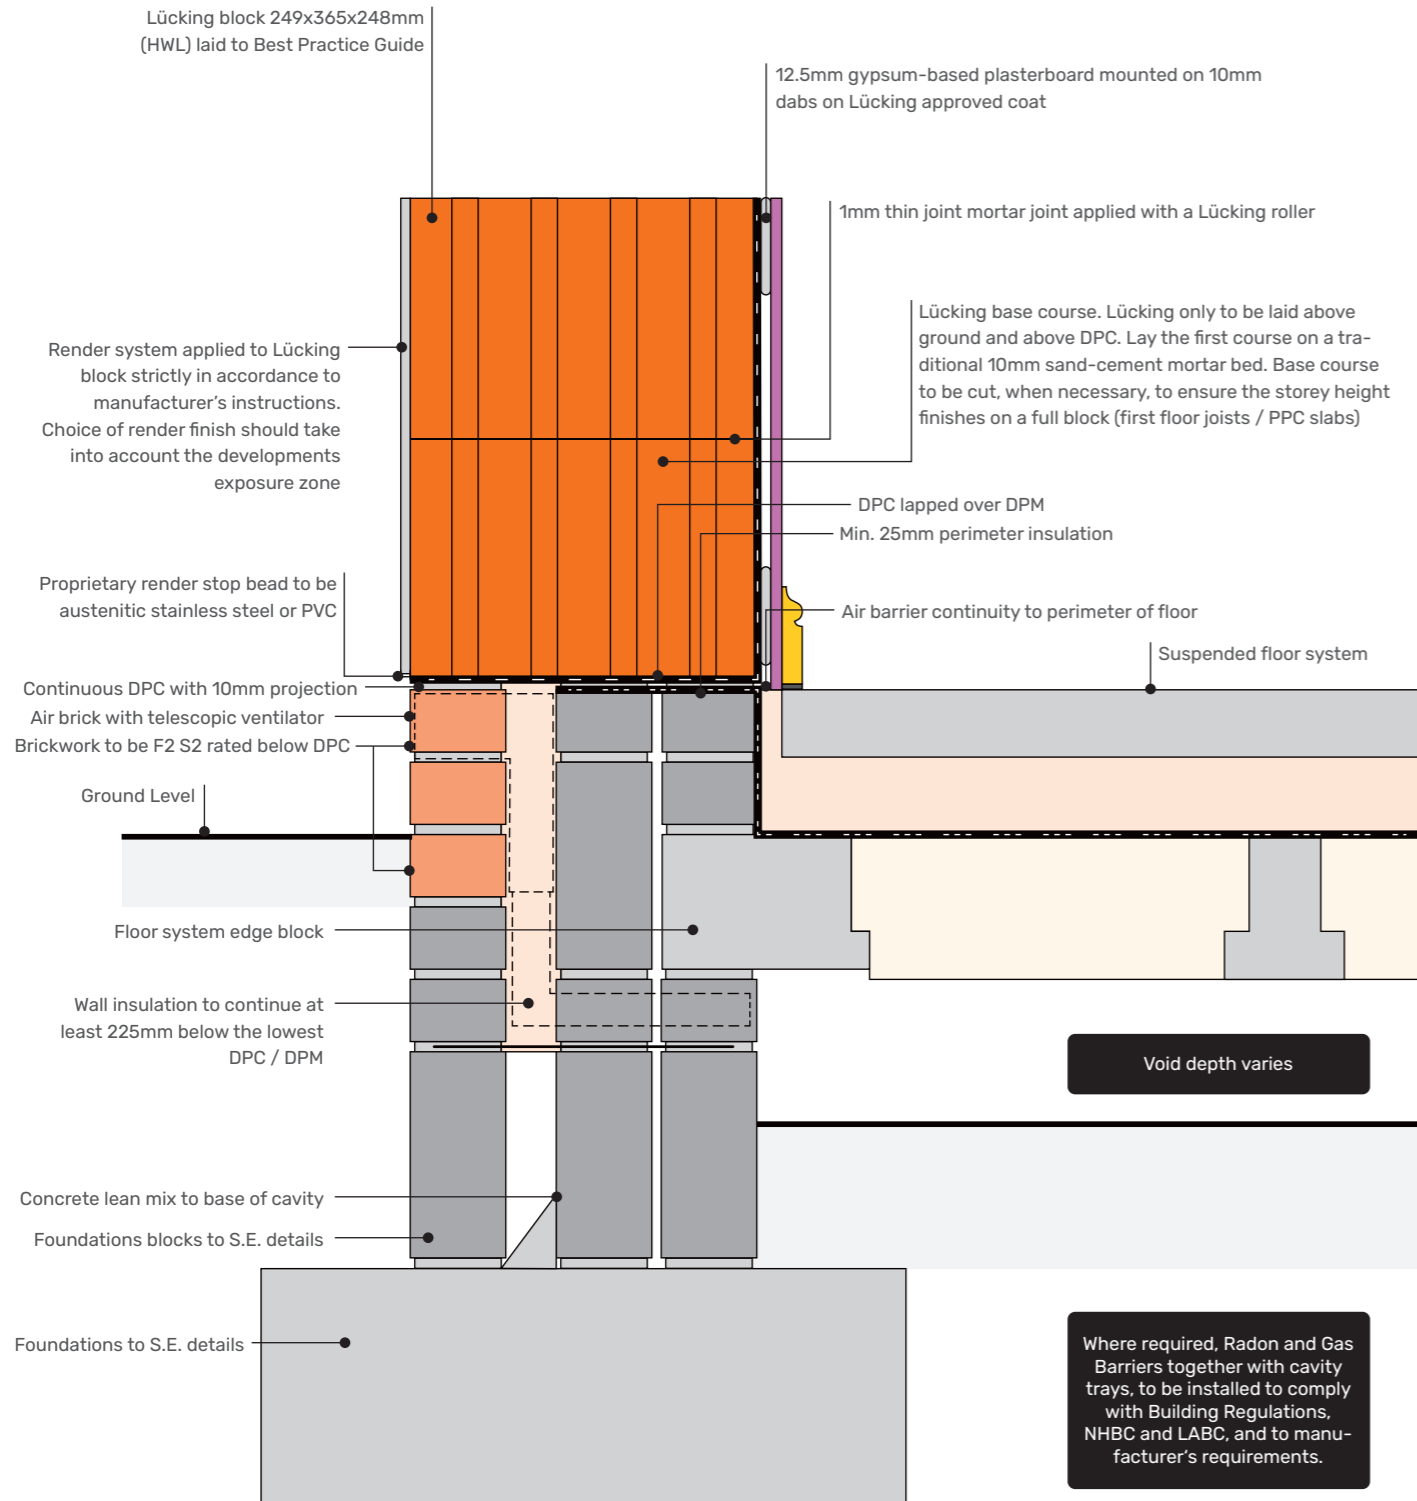 Lücking block 249x365x248mm
(HWL) laid to Best Practice Guide
12.5mm gypsum-based plasterboard mounted on 10mm
dabs on Lücking approved coat
1mm thin joint mortar joint applied with a Lücking roller
Lücking base course. Lücking only to be laid above
ground and above DPC. Lay the first course on a tra-
ditional 10mm sand-cement mortar bed. Base course
to be cut, when necessary, to ensure the storey height
finishes on a full block (first floor joists / PPC slabs)
Render system applied to Lücking
block strictly in accordance to
manufacturer's instructions.
Choice of render finish should take
into account the developments
exposure zone
DPC lapped over DPM
Min. 25mm perimeter insulation
Proprietary render stop bead to be
austenitic stainless steel or PVC
Air barrier continuity to perimeter of floor
Suspended floor system
Continuous DPC with 10mm projection
Air brick with telescopic ventilator
Brickwork to be F2 S2 rated below DPC
Ground Level
Floor system edge block
Wall insulation to continue at
least 225mm below the lowest
DPC / DPM
Void depth varies
Concrete lean mix to base of cavity
Foundations blocks to S.E. details
Foundations to S.E. details
Where required, Radon and Gas
Barriers together with cavity
trays, to be installed to comply
with Building Regulations,
NHBC and LABC, and to manu-
facturer's requirements.